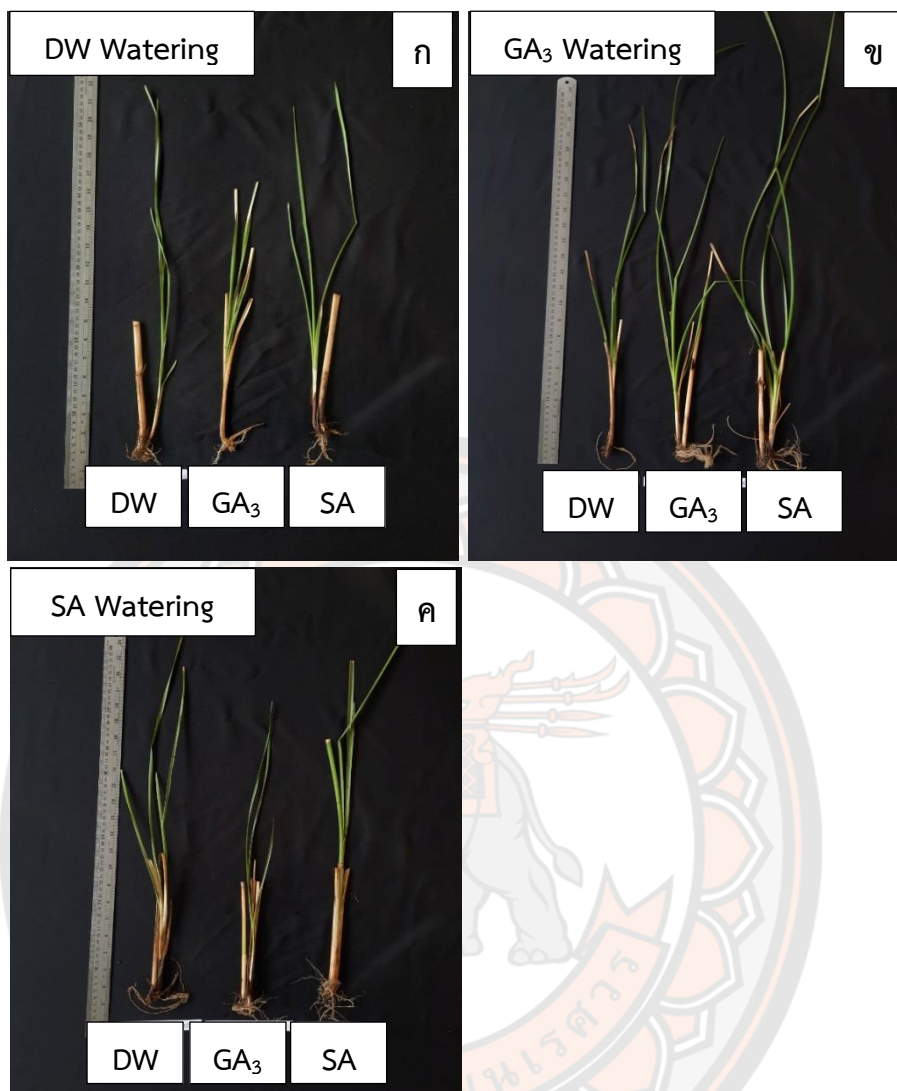 DW Watering
ก
DW
GA₃
SA
GA₃ Watering
ข
DW
GA₃
SA
SA Watering
ค
DW
GA₃
SA